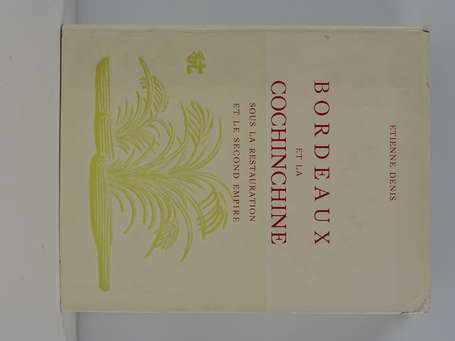 ETIENNE DENIS
BORDEAUX
ET LA
COCHINCHINE
SOUS LA RESTAURATION
ET LE SECOND EMPIRE